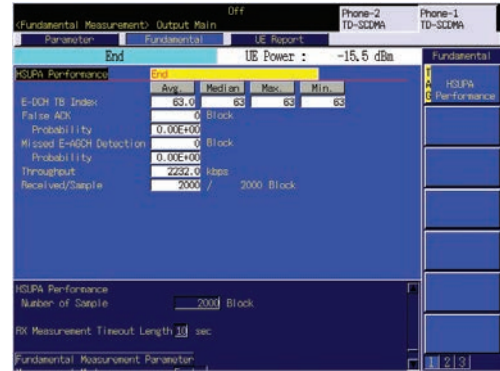 Off
<Fundamental Measurement> Output Main
Phone-2 TD-SCDMA
Phone-1 TD-SCDMA
Parameter Fundamental UE Report
End UE Power : -15.5 dBm
Fundamental
HSUPA Performance End
TAG HSUPA Performance
Avg. Median Max. Min.
E-DCH TB Index 63.0 63 63 63
False ACK 0 Block
Probability 0.00E+00
Missed E-AGCH Detection 0 Block
Probability 0.00E+00
Throughput 2232.0 kbps
Received/Sample 2000 / 2000 Block
HSUPA Performance
Number of Sample 2000 Block
RX Measurement Timeout Length 10 sec
Fundamental Measurement Parameter
1 2 3